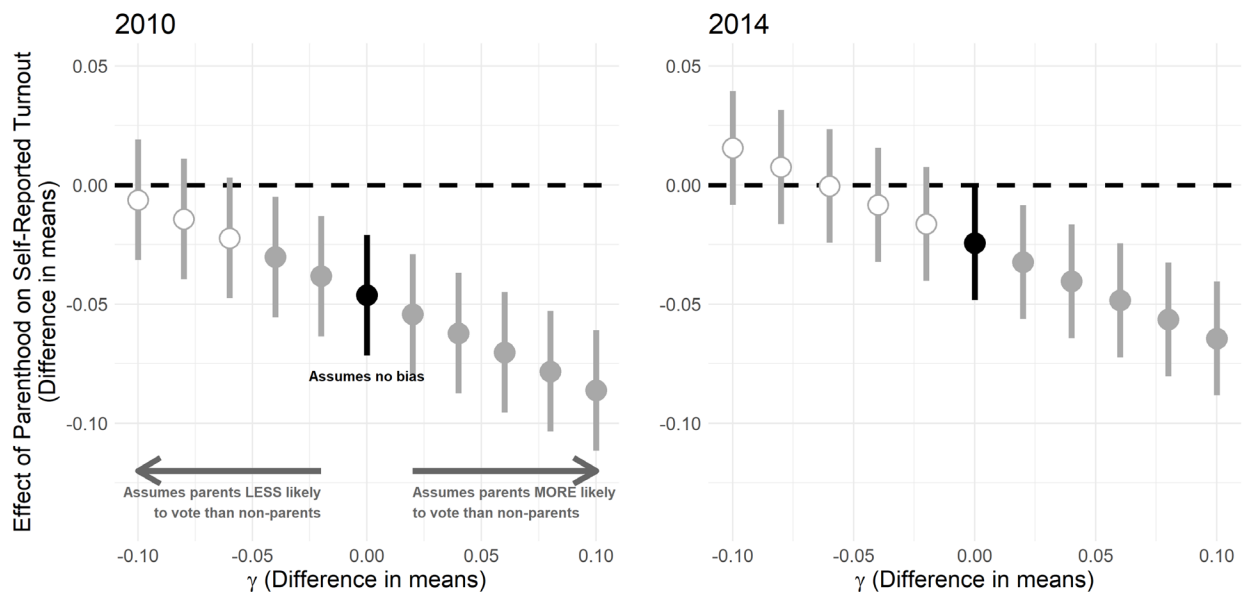 2010
2014
Effect of Parenthood on Self-Reported Turnout
(Difference in means)
0.05
0.00
-0.05
-0.10
Assumes no bias
Assumes parents LESS likely
to vote than non-parents
Assumes parents MORE likely
to vote than non-parents
-0.10
-0.05
0.00
0.05
0.10
γ (Difference in means)
0.05
0.00
-0.05
-0.10
-0.10
-0.05
0.00
0.05
0.10
γ (Difference in means)